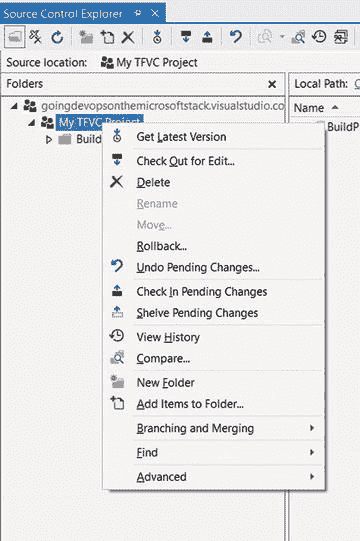 Source Control Explorer
Source location: My TFVC Project
Folders
Local Path:
goingdevopsonthemicrosoftstack.visualstudio.co
Name
My TFVC Project
BuildP
Build
Get Latest Version
Check Out for Edit...
Delete
Rename
Move...
Rollback...
Undo Pending Changes...
Check In Pending Changes
Shelve Pending Changes
View History
Compare...
New Folder
Add Items to Folder...
Branching and Merging
Find
Advanced